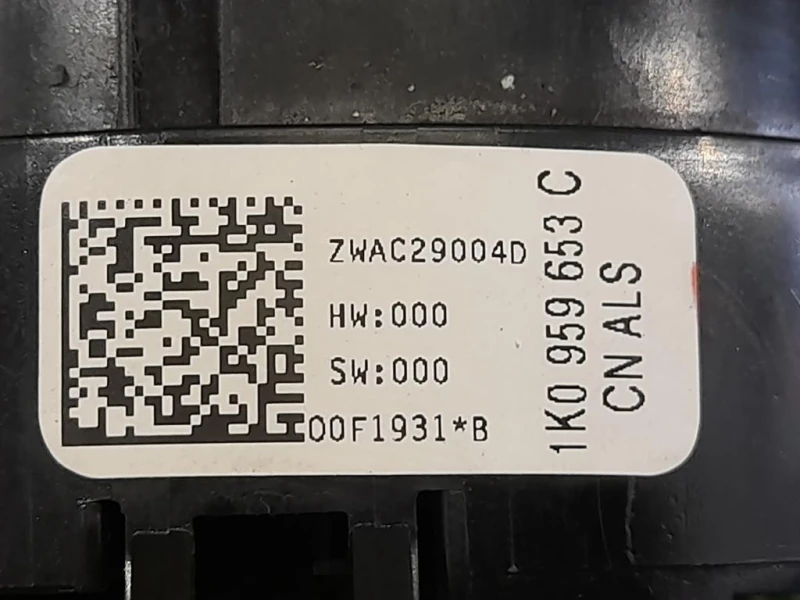 ZWAC29004D
HW:000
SW:000
00F1931*B
1K0 959 653 C
CN ALS